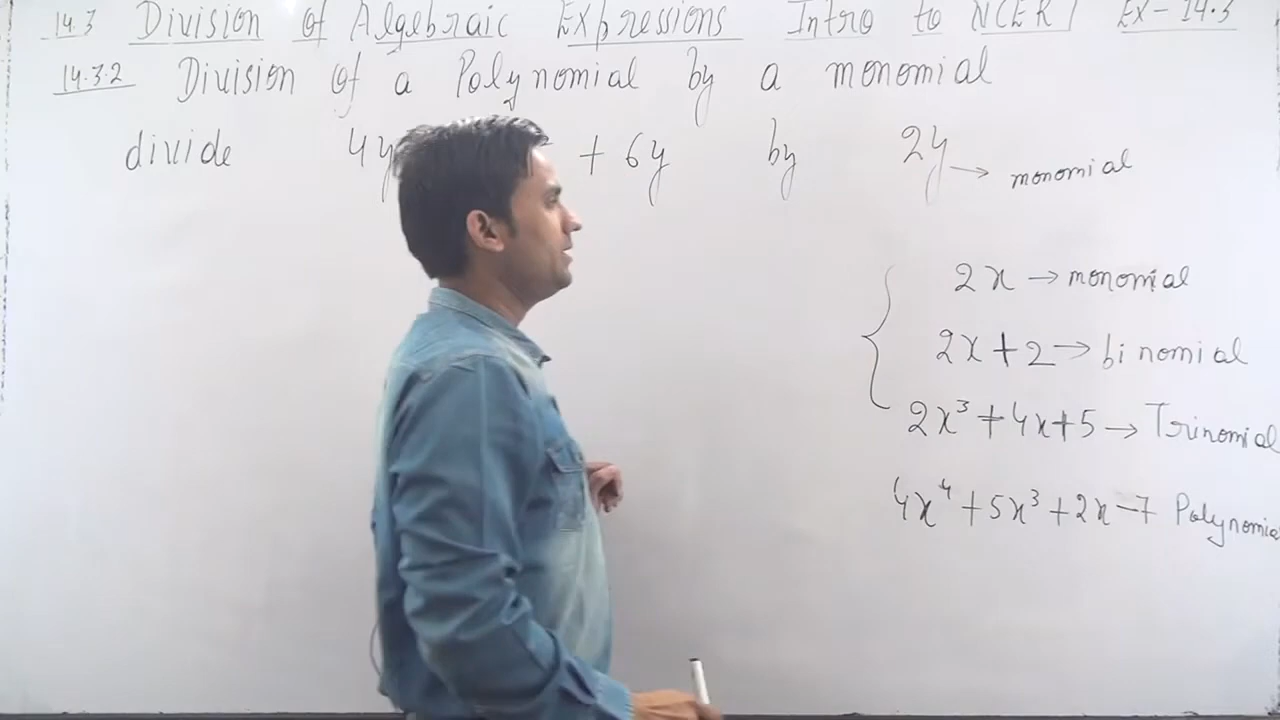 14.3 Division of Algebraic Expressions Intro to NCERT Ex-14.3
14.3.2 Division of a Polynomial by a monomial
divide 4y + 6y by 2y → monomial
2x → monomial
2x+2 → binomial
2x³+4x+5 → Trinomial
4x⁴+5x³+2x-7 Polynomia